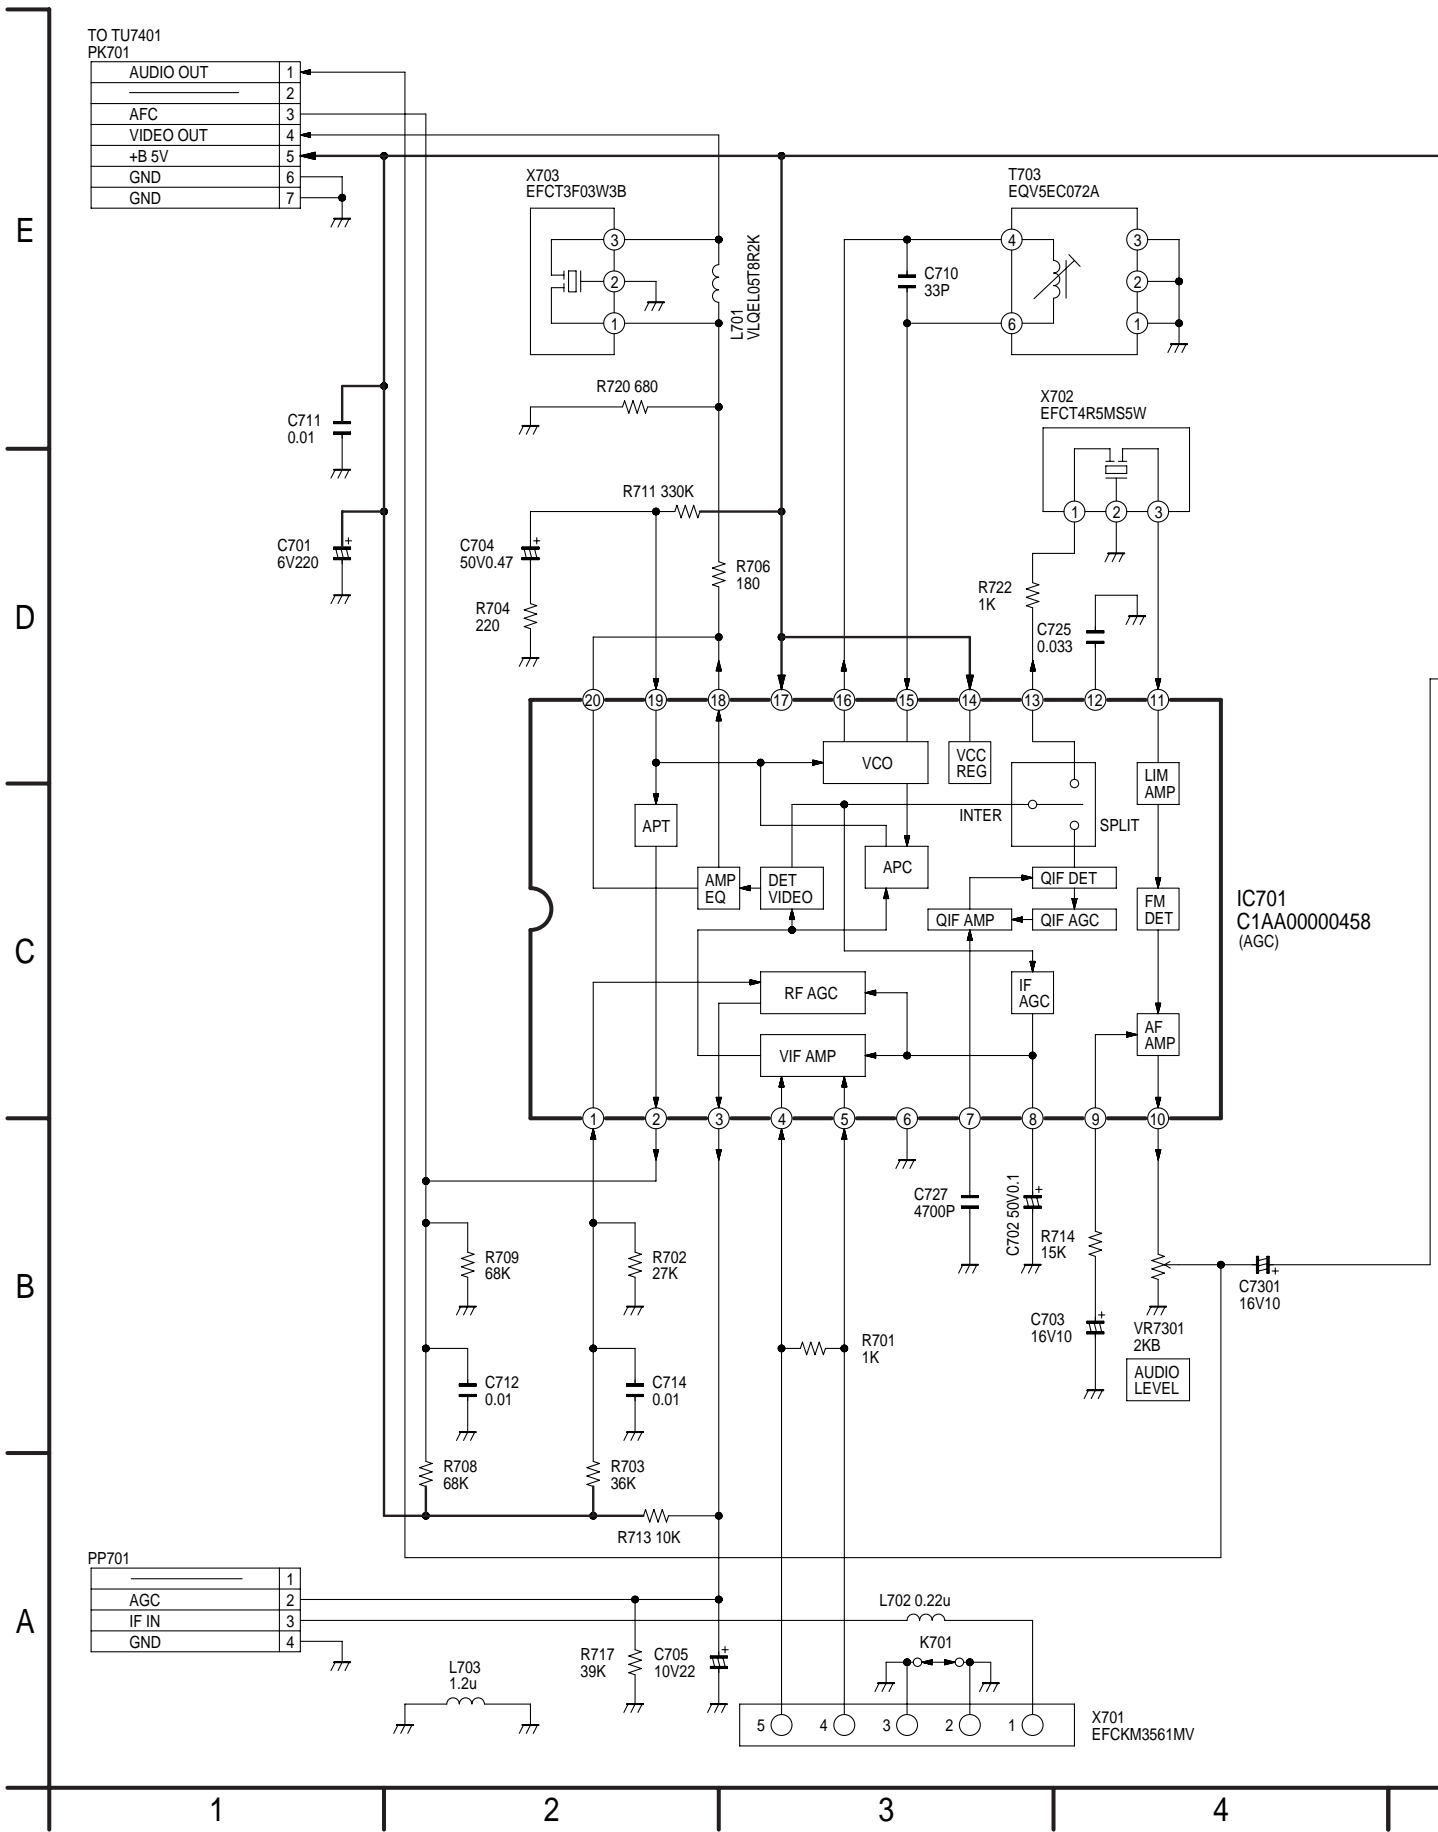 TO TU7401
PK701
AUDIO OUT 1
2
AFC 3
VIDEO OUT 4
+B 5V 5
GND 6
GND 7
X703
EFCT3F03W3B
3
2
1
L701
VLQEL05T8R2K
T703
EQV5EC072A
4
6
3
2
1
C710
33P
E
R720 680
X702
EFCT4R5MS5W
1 2 3
C711
0.01
R711 330K
C701
6V220
+
C704
50V0.47
+
R704
220
R706
180
R722
1K
C725
0.033
D
20 19 18 17 16 15 14 13 12 11
VCO
VCC
REG
LIM
AMP
APT
INTER
SPLIT
AMP
EQ
DET
VIDEO
APC
QIF DET
QIF AMP
QIF AGC
FM
DET
IC701
C1AA00000458
(AGC)
C
RF AGC
IF
AGC
VIF AMP
AF
AMP
1 2 3 4 5 6 7 8 9 10
C727
4700P
C702 50V0.1
+
R714
15K
R709
68K
R702
27K
B
C7301
16V10
+
C703
16V10
+
VR7301
2KB
AUDIO
LEVEL
R701
1K
C712
0.01
C714
0.01
R708
68K
R703
36K
R713 10K
PP701
1
AGC 2
IF IN 3
GND 4
A
L702 0.22u
K701
R717
39K
C705
10V22
+
L703
1.2u
5 4 3 2 1
X701
EFCKM3561MV
1 2 3 4